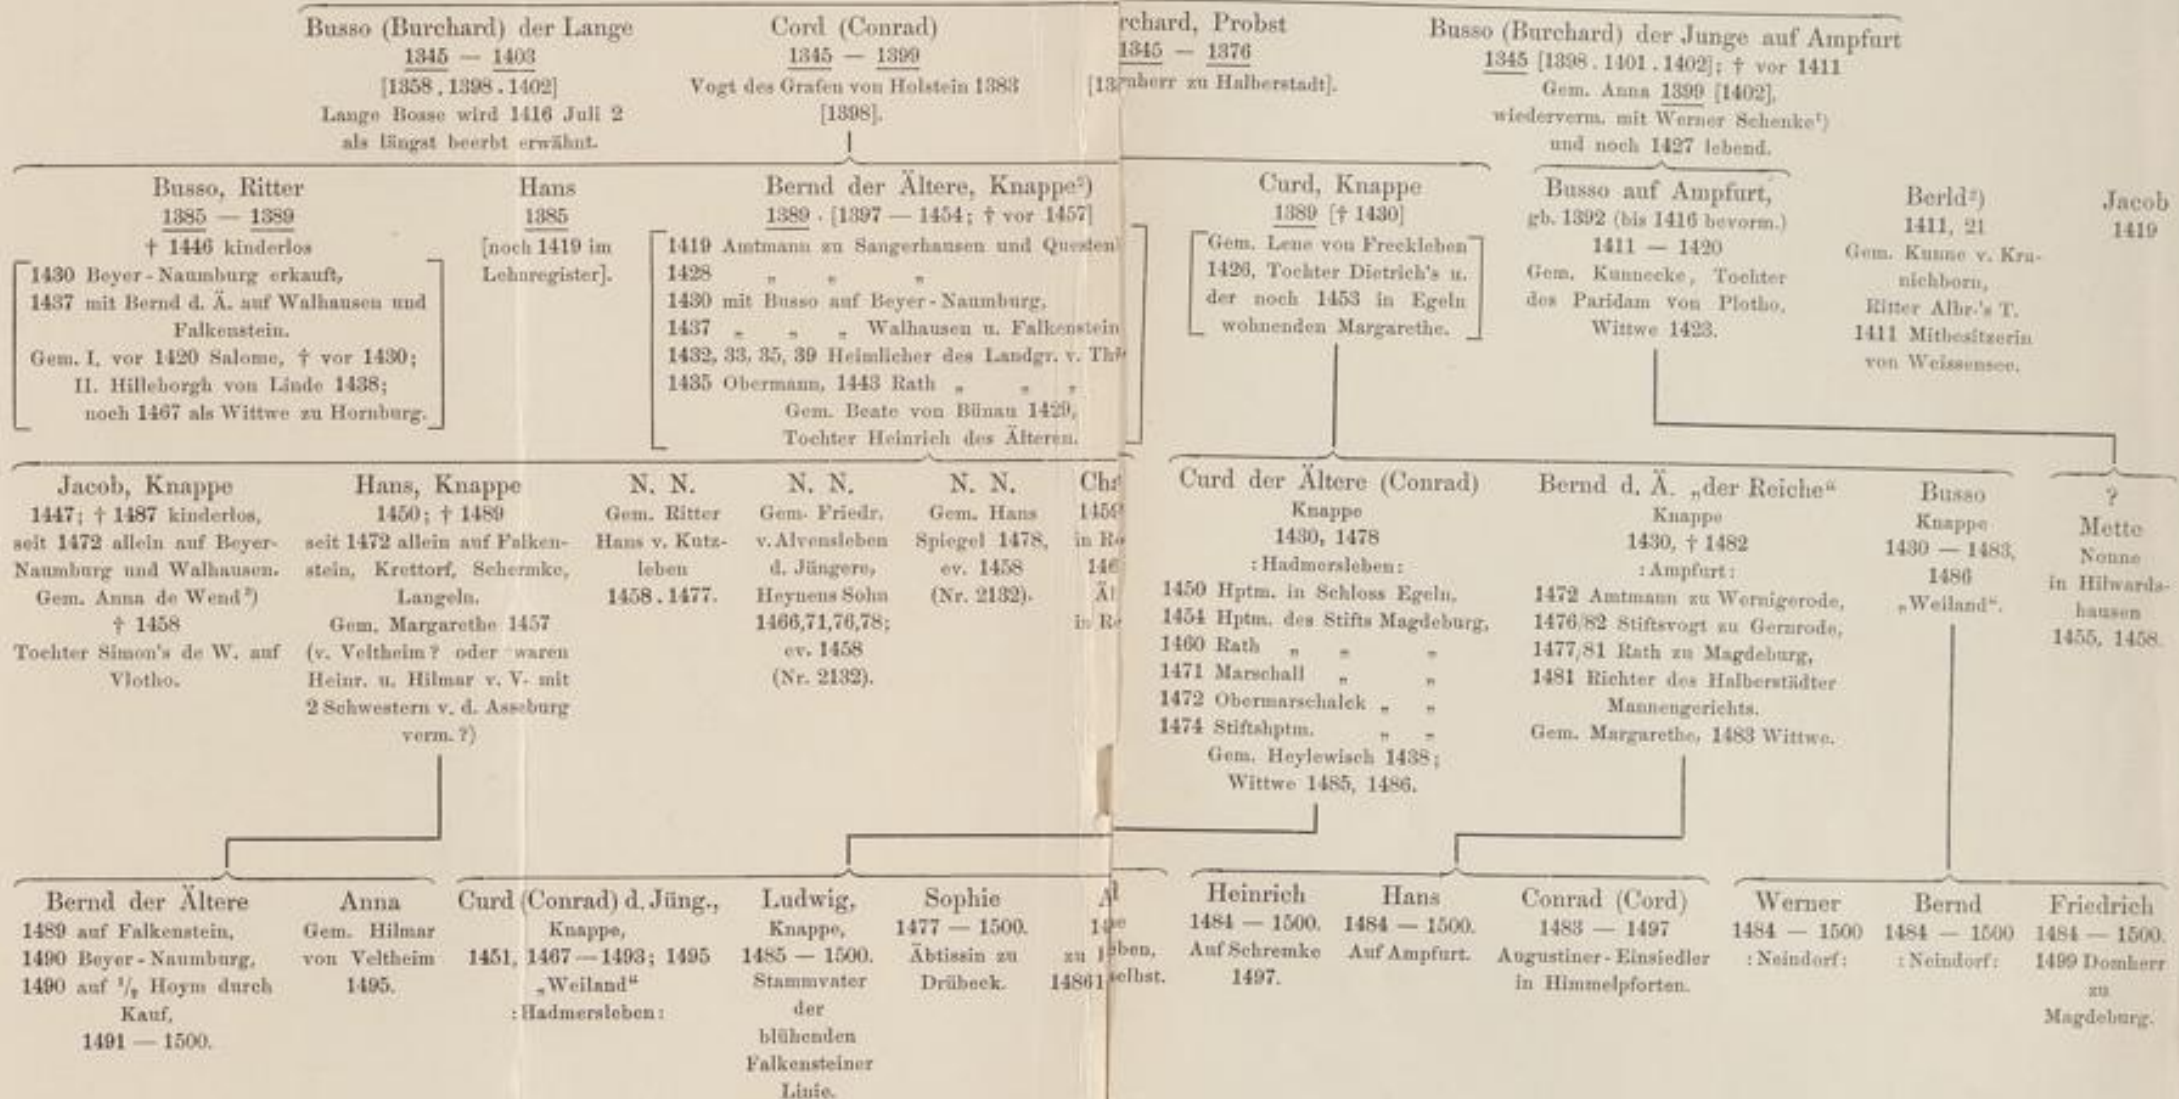 Busso (Burchard) der Lange
1345 — 1403
[1358 . 1398 . 1402]
Lange Bosse wird 1416 Juli 2
als längst beerbt erwähnt.
Cord (Conrad)
1345 — 1399
Vogt des Grafen von Holstein 1383
[1398].
rchard, Probst
1345 — 1376
herr zu Halberstadt].
Busso (Burchard) der Junge auf Ampfurt
1345 [1398 . 1401 . 1402]; † vor 1411
Gem. Anna 1399 [1402],
wiederverm. mit Werner Schenke¹)
und noch 1427 lebend.
Busso, Ritter
1385 — 1389
† 1446 kinderlos
1430 Beyer-Naumburg erkauft,
1437 mit Bernd d. Ä. auf Walhausen und
Falkenstein.
Gem. I. vor 1420 Salome, † vor 1430;
II. Hilleborgh von Linde 1438;
noch 1467 als Wittwe zu Hornburg.
Hans
1385
[noch 1419 im
Lehnregister].
Bernd der Ältere, Knappe²)
1389 . [1397 — 1454; † vor 1457]
1419 Amtmann zu Sangerhausen und Questen
1428 „ „ „
1430 mit Busso auf Beyer-Naumburg,
1437 „ „ „ Walhausen u. Falkenstein
1432, 33, 35, 39 Heimlicher des Landgr. v. Th
1435 Obermann, 1443 Rath „ „ „
Gem. Beate von Bünau 1429,
Tochter Heinrich des Älteren.
Curd, Knappe
1389 [† 1430]
Gem. Lene von Freckleben
1426, Tochter Dietrich's u.
der noch 1453 in Egeln
wohnenden Margarethe.
Busso auf Ampfurt,
gb. 1392 (bis 1416 bevorm.)
1411 — 1420
Gem. Kunnecke, Tochter
des Paridam von Plotho,
Wittwe 1423.
Berld²)
1411, 21
Gem. Kunne v. Kra-
nichborn,
Ritter Albr.'s T.
1411 Mitbesitzerin
von Weissensee.
Jacob
1419
Jacob, Knappe
1447; † 1487 kinderlos,
seit 1472 allein auf Beyer-
Naumburg und Walhausen.
Gem. Anna de Wend²)
† 1458
Tochter Simon's de W. auf
Vlotho.
Hans, Knappe
1450; † 1489
seit 1472 allein auf Falken-
stein, Krettorf, Schermke,
Langeln.
Gem. Margarethe 1457
(v. Veltheim? oder waren
Heinr. u. Hilmar v. V. mit
2 Schwestern v. d. Asseburg
verm.?)
N. N.
Gem. Ritter
Hans v. Kutz-
leben
1458 . 1477.
N. N.
Gem. Friedr.
v. Alvensleben
d. Jüngere,
Heynens Sohn
1466,71,76,78;
ev. 1458
(Nr. 2132).
N. N.
Gem. Hans
Spiegel 1478,
ev. 1458
(Nr. 2132).
Ch
1459
in R
146
Ä
in R
Curd der Ältere (Conrad)
Knappe
1430, 1478
:Hadmersleben:
1450 Hptm. in Schloss Egeln,
1454 Hptm. des Stifts Magdeburg,
1460 Rath „ „ „
1471 Marschall „ „
1472 Obermarschalck „ „
1474 Stiftshptm. „ „
Gem. Heylewisch 1438;
Wittwe 1485, 1486.
Bernd d. Ä. „der Reiche“
Knappe
1430, † 1482
:Ampfurt:
1472 Amtmann zu Wernigerode,
1476/82 Stiftsvogt zu Gernrode,
1477/81 Rath zu Magdeburg,
1481 Richter des Halberstädter
Mannengerichts.
Gem. Margarethe, 1483 Wittwe.
Busso
Knappe
1430 — 1483,
1486
„Weiland“.
?
Mette
Nonne
in Hilwards-
hausen
1455, 1458.
Bernd der Ältere
1489 auf Falkenstein,
1490 Beyer-Naumburg,
1490 auf ½ Hoym durch
Kauf,
1491 — 1500.
Anna
Gem. Hilmar
von Veltheim
1495.
Curd (Conrad) d. Jüng.,
Knappe,
1451, 1467 — 1493; 1495
„Weiland“
:Hadmersleben:
Ludwig,
Knappe,
1485 — 1500.
Stammvater
der
blühenden
Falkensteiner
Linie.
Sophie
1477 — 1500.
Äbtissin zu
Drübeck.
zu
eben,
1486
selbst.
Heinrich
1484 — 1500.
Auf Schremke
1497.
Hans
1484 — 1500.
Auf Ampfurt.
Conrad (Cord)
1483 — 1497
Augustiner-Einsiedler
in Himmelpforten.
Werner
1484 — 1500
:Neindorf:
Bernd
1484 — 1500
:Neindorf:
Friedrich
1484 — 1500.
1499 Domherr
zu
Magdeburg.